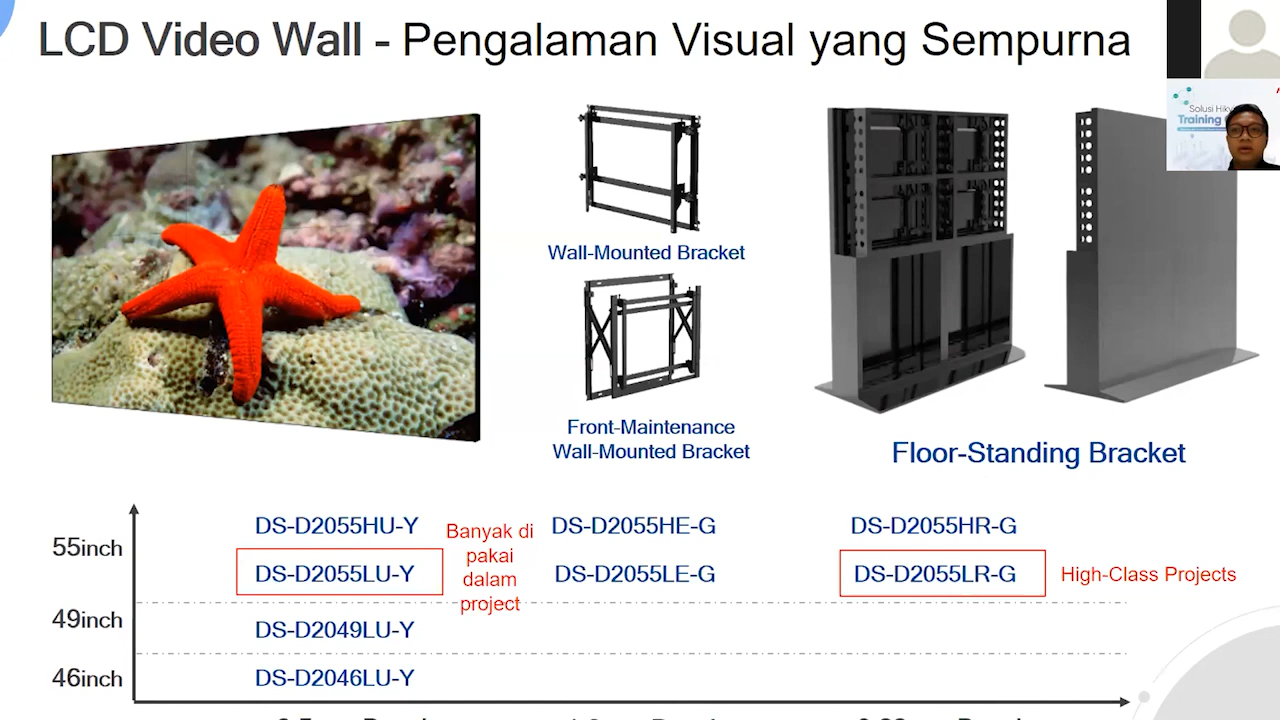 LCD Video Wall - Pengalaman Visual yang Sempurna
Solusi
Training
Wall-Mounted Bracket
Front-Maintenance
Wall-Mounted Bracket
Floor-Standing Bracket
55inch
DS-D2055HU-Y
DS-D2055HE-G
DS-D2055HR-G
Banyak di
pakai
dalam
project
DS-D2055LU-Y
DS-D2055LE-G
DS-D2055LR-G
High-Class Projects
49inch
DS-D2049LU-Y
46inch
DS-D2046LU-Y